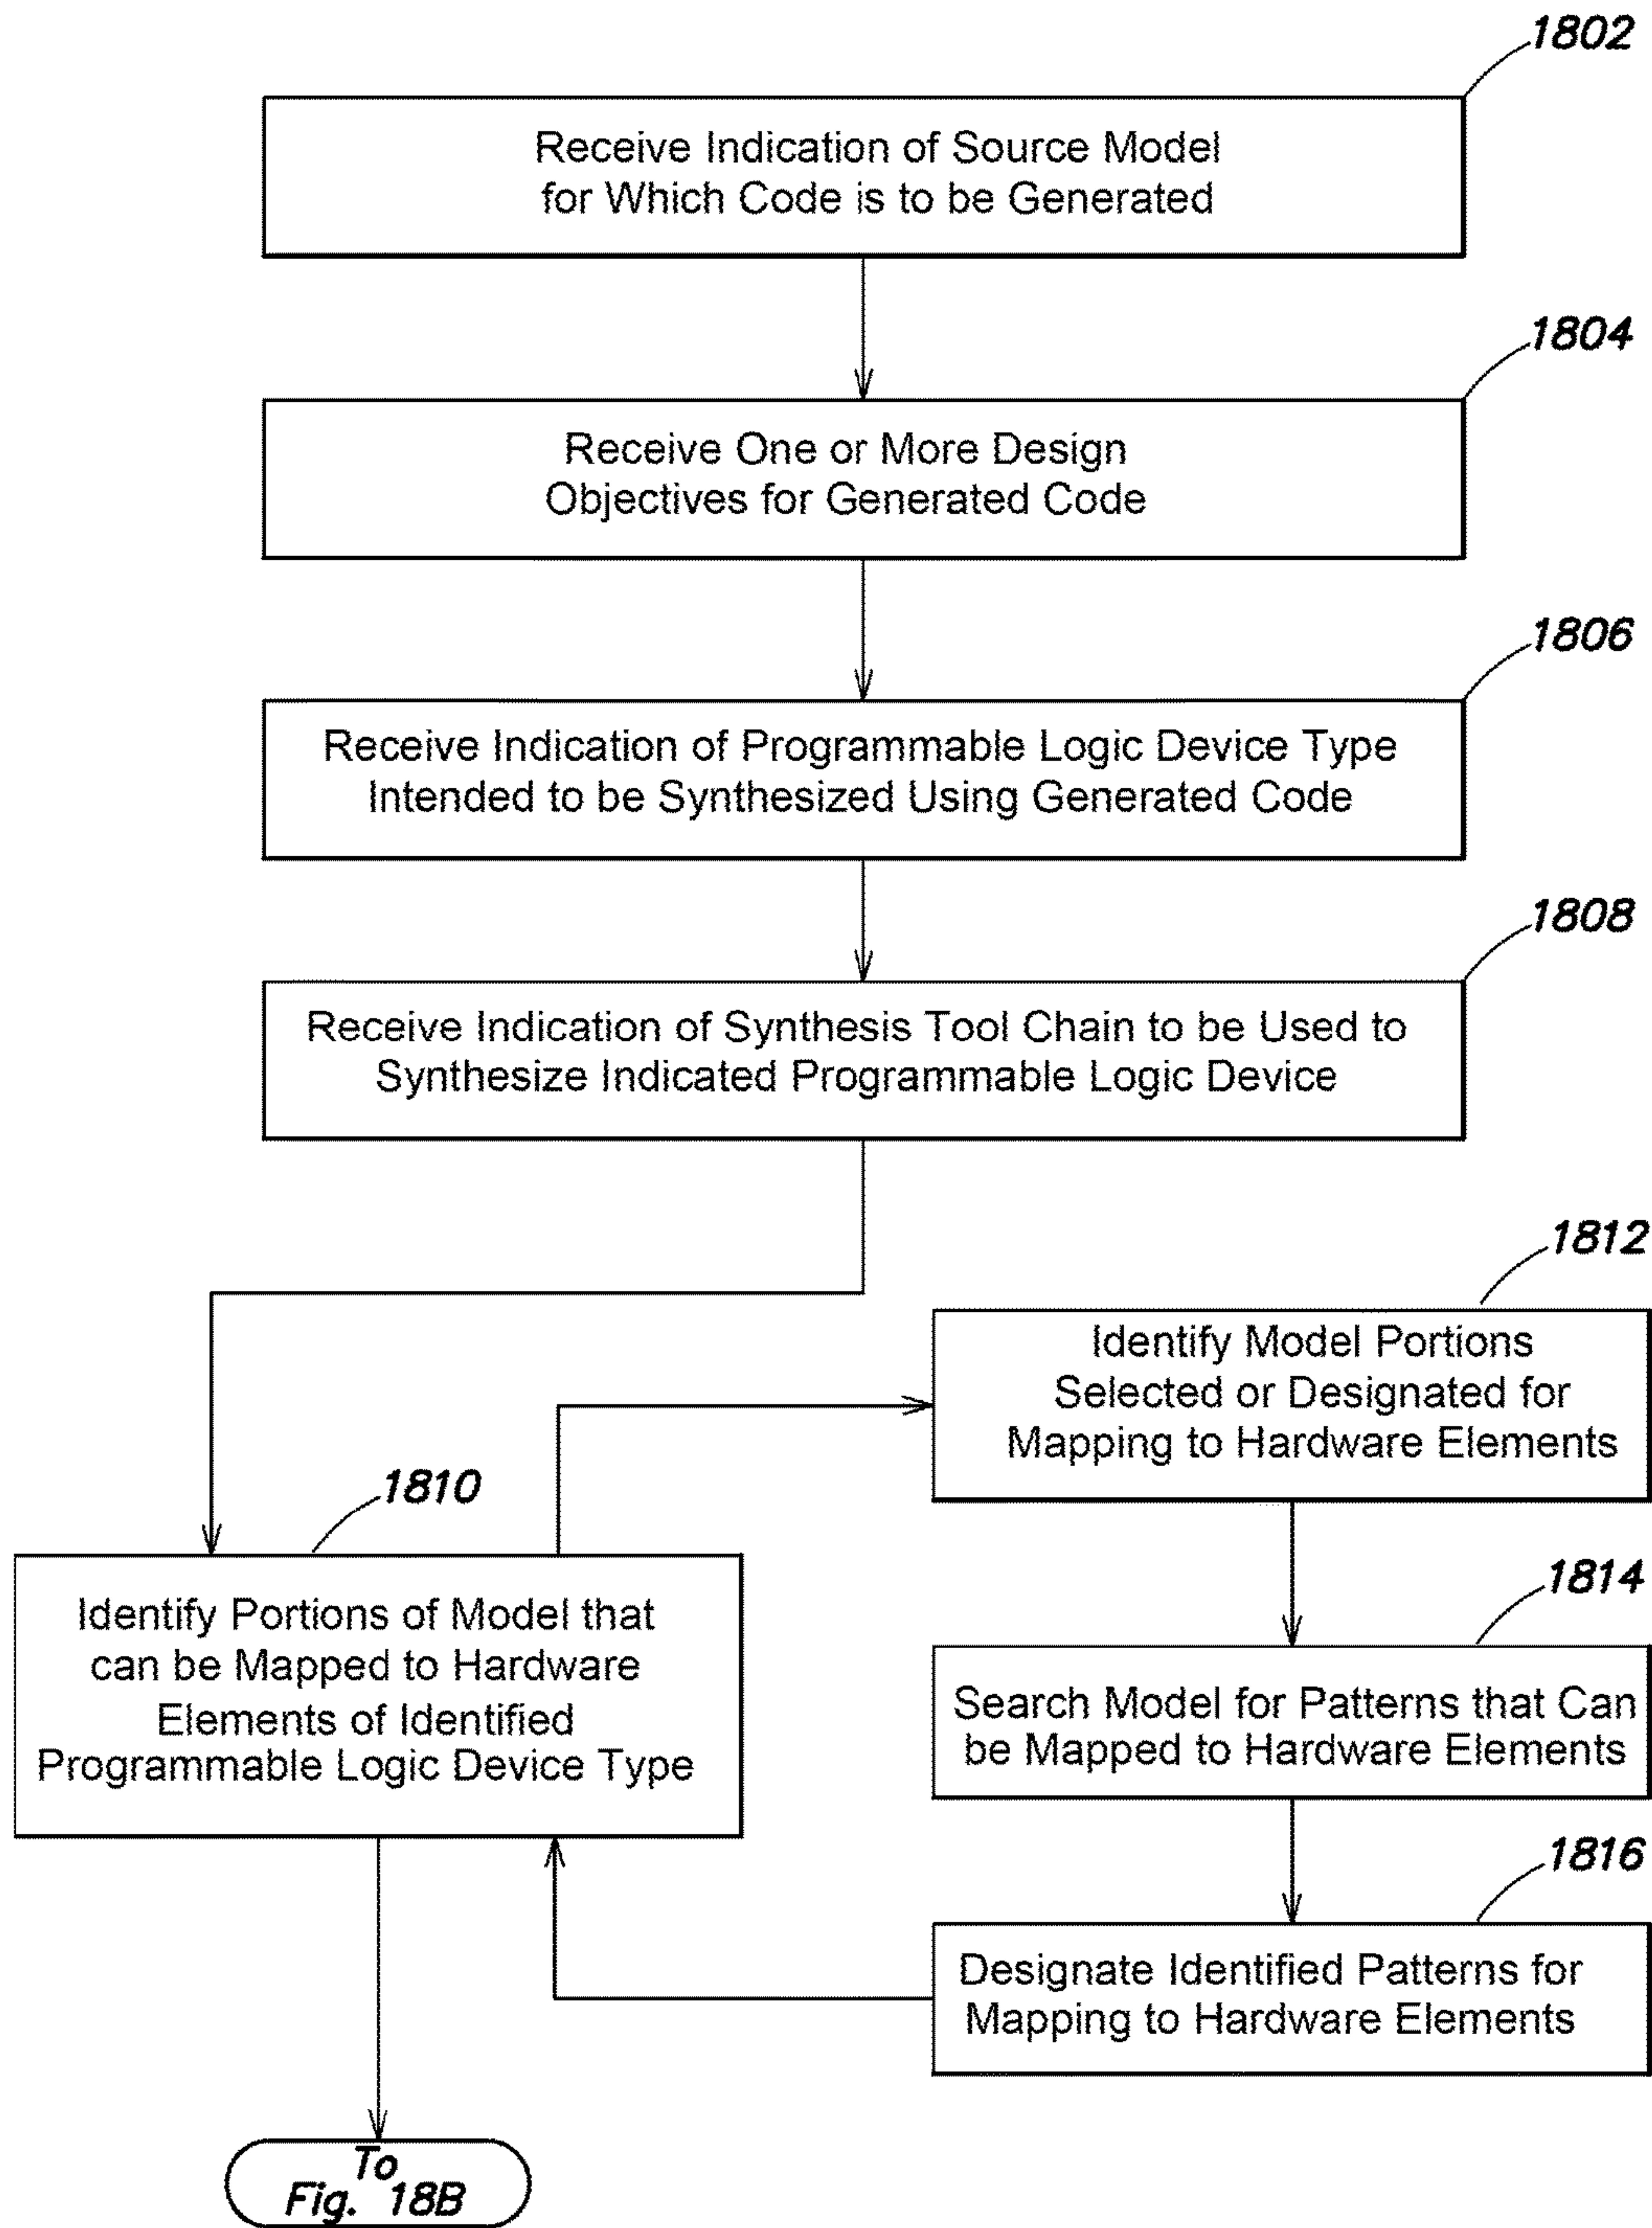 1802
Receive Indication of Source Model
for Which Code is to be Generated
1804
Receive One or More Design
Objectives for Generated Code
1806
Receive Indication of Programmable Logic Device Type
Intended to be Synthesized Using Generated Code
1808
Receive Indication of Synthesis Tool Chain to be Used to
Synthesize Indicated Programmable Logic Device
1812
Identify Model Portions
Selected or Designated for
Mapping to Hardware Elements
1810
Identify Portions of Model that
can be Mapped to Hardware
Elements of Identified
Programmable Logic Device Type
1814
Search Model for Patterns that Can
be Mapped to Hardware Elements
1816
Designate Identified Patterns for
Mapping to Hardware Elements
To
Fig. 18B